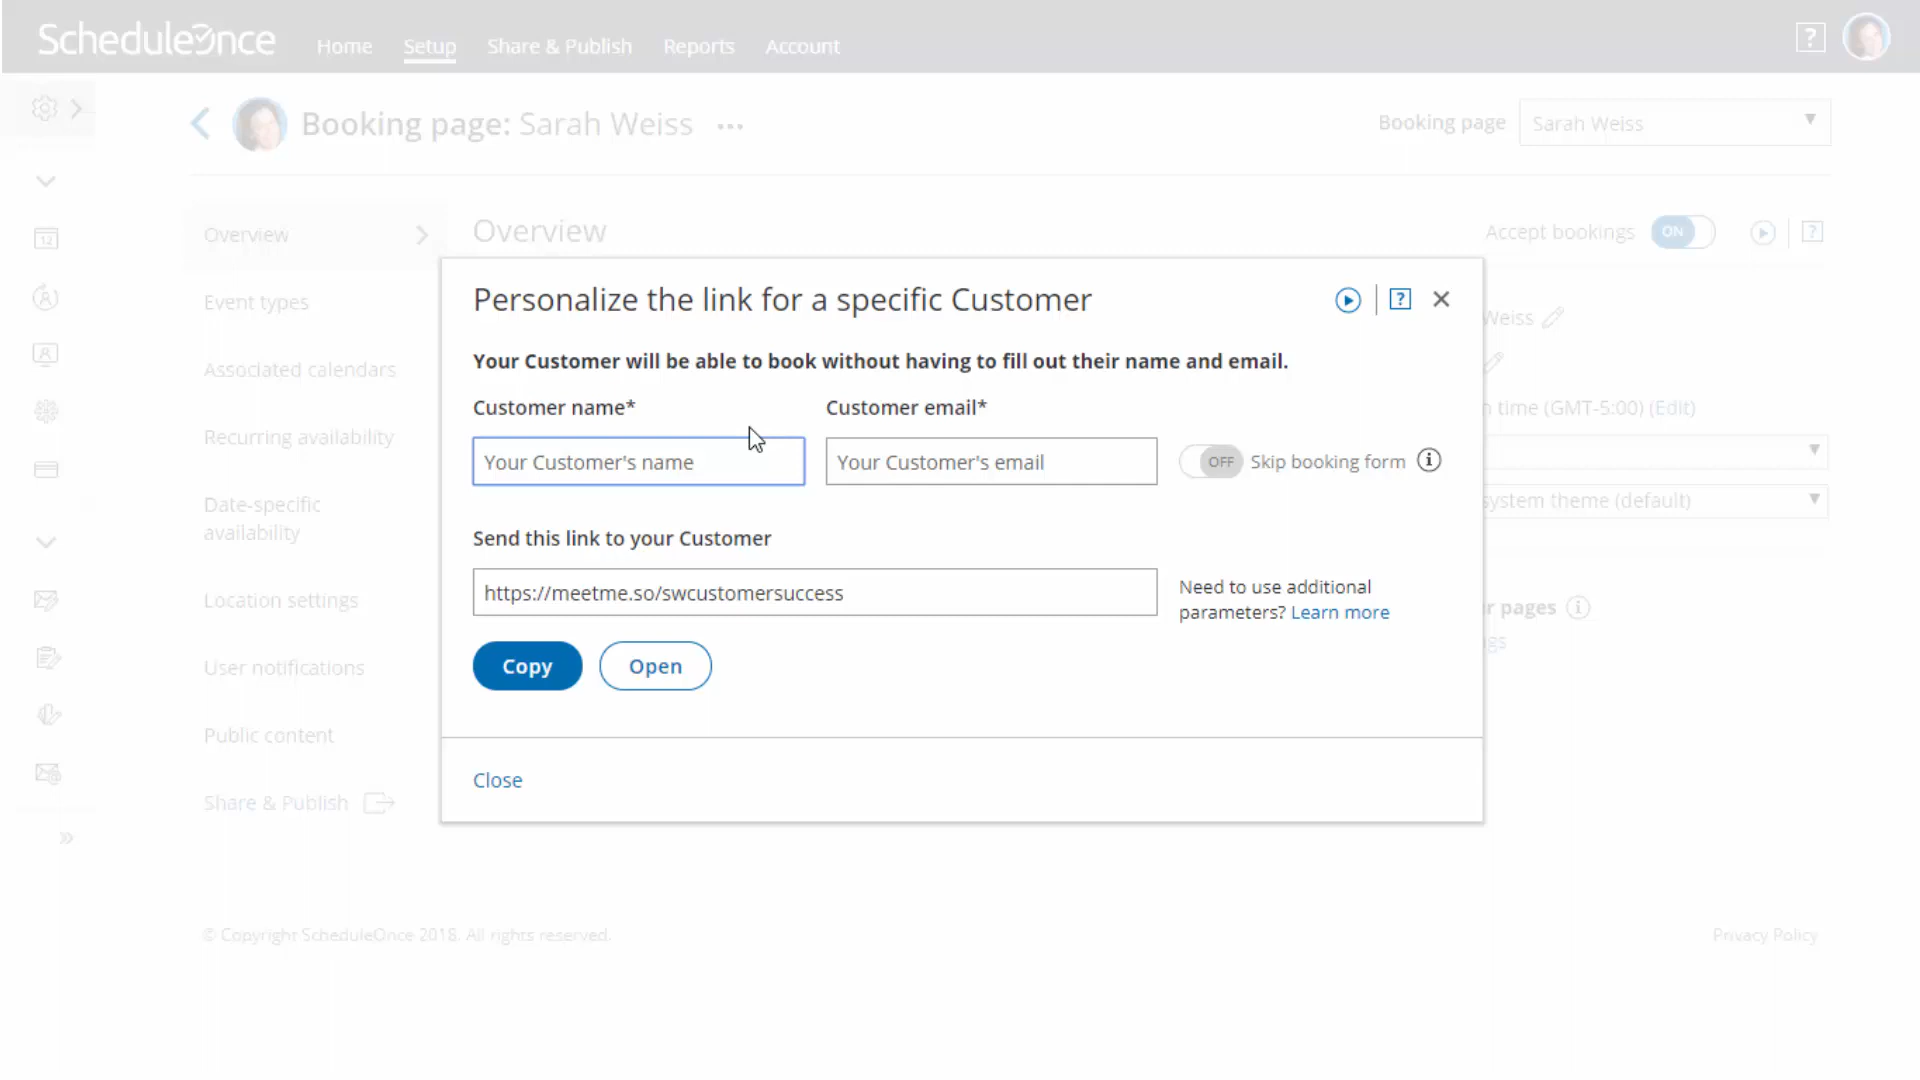 ScheduleOnce Home Setup Share & Publish Reports Account ?
Booking page: Sarah Weiss ...
Booking page Sarah Weiss
Overview
Overview
Accept bookings ON ?
Personalize the link for a specific Customer ?
Your Customer will be able to book without having to fill out their name and email.
Customer name* Customer email*
Your Customer's name Your Customer's email OFF Skip booking form i
Send this link to your Customer
https://meetme.so/swcustomersuccess
Need to use additional
parameters? Learn more
Copy Open
Close
Event types
Associated calendars
Recurring availability
Date-specific
availability
Location settings
User notifications
Public content
Share & Publish
12
Weiss
time (GMT-5:00) (Edit)
system theme (default)
pages i
© Copyright ScheduleOnce 2018. All rights reserved.
Privacy Policy